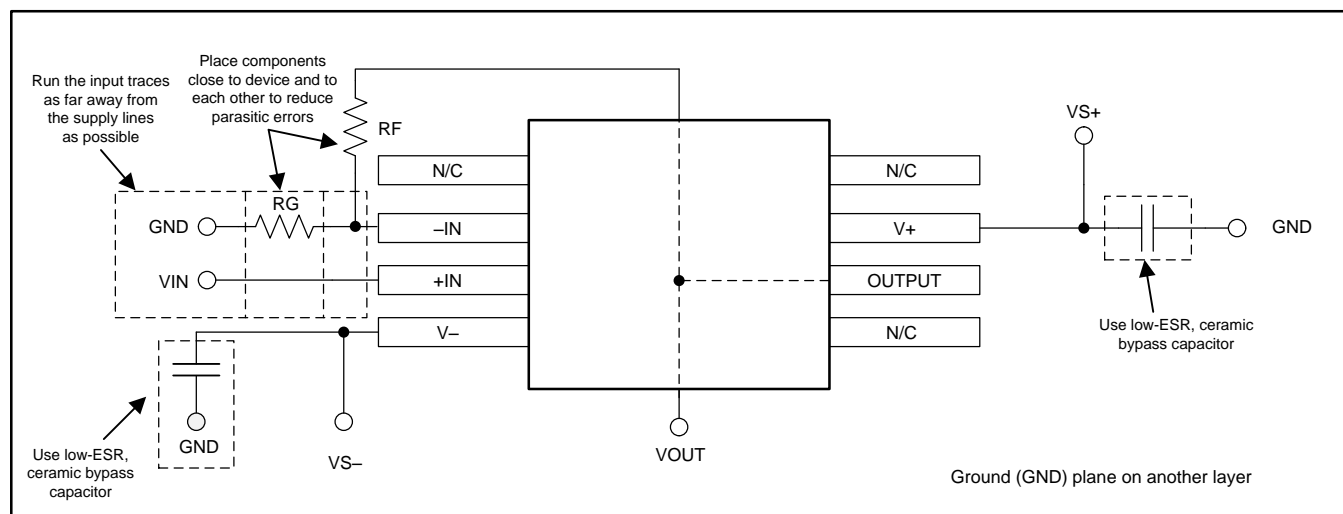 Place components
close to device and to
each other to reduce
parasitic errors
Run the input traces
as far away from
the supply lines
as possible
RF
VS+
N/C
N/C
RG
GND
–IN
V+
GND
VIN
+IN
OUTPUT
V–
N/C
Use low-ESR, ceramic
bypass capacitor
GND
Use low-ESR,
ceramic bypass
capacitor
VS–
VOUT
Ground (GND) plane on another layer